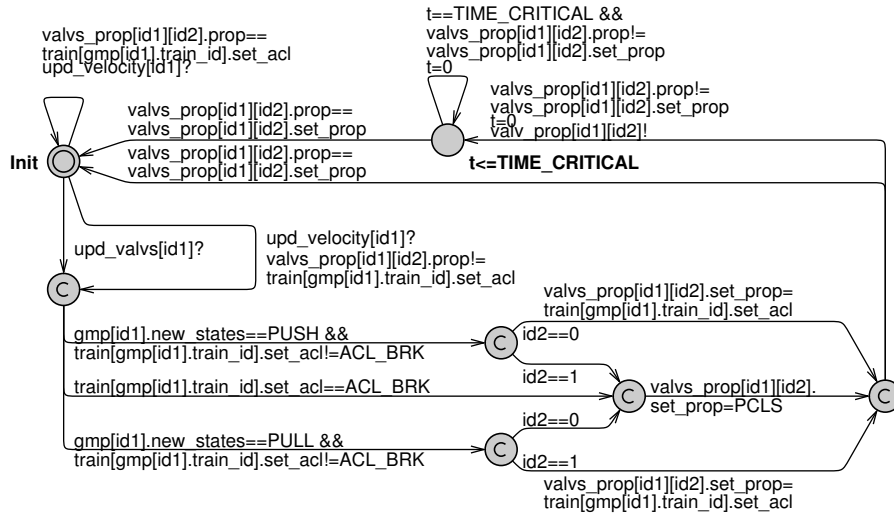 valvs_prop[id1][id2].prop==
train[gmp[id1].train_id].set_acl
upd_velocity[id1]?
t==TIME_CRITICAL &&
valvs_prop[id1][id2].prop!=
valvs_prop[id1][id2].set_prop
t=0
valvs_prop[id1][id2].prop!=
valvs_prop[id1][id2].set_prop
t=0
valv_prop[id1][id2]!
valvs_prop[id1][id2].prop==
valvs_prop[id1][id2].set_prop
valvs_prop[id1][id2].prop==
valvs_prop[id1][id2].set_prop
Init
t<=TIME_CRITICAL
upd_valvs[id1]?
upd_velocity[id1]?
valvs_prop[id1][id2].prop!=
train[gmp[id1].train_id].set_acl
C
valvs_prop[id1][id2].set_prop=
train[gmp[id1].train_id].set_acl
gmp[id1].new_states==PUSH &&
train[gmp[id1].train_id].set_acl!=ACL_BRK
C
id2==0
id2==1
train[gmp[id1].train_id].set_acl==ACL_BRK
C
valvs_prop[id1][id2].
set_prop=PCLS
C
id2==0
gmp[id1].new_states==PULL &&
train[gmp[id1].train_id].set_acl!=ACL_BRK
C
id2==1
valvs_prop[id1][id2].set_prop=
train[gmp[id1].train_id].set_acl